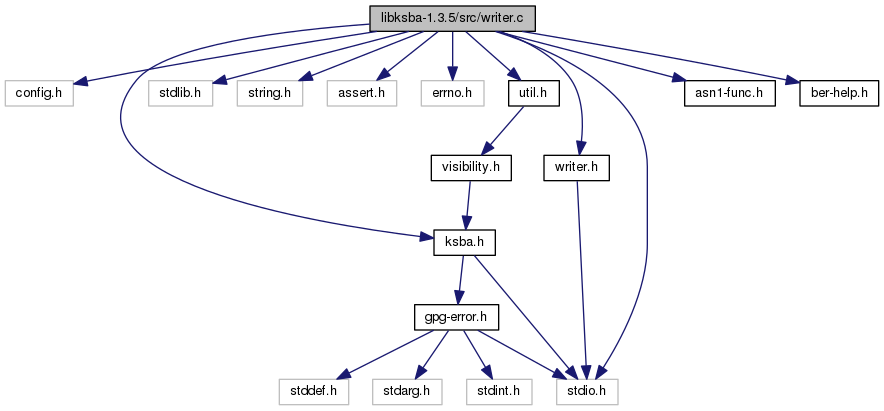 libksba-1.3.5/src/writer.c
config.h
stdlib.h
string.h
assert.h
errno.h
util.h
asn1-func.h
ber-help.h
visibility.h
writer.h
ksba.h
gpg-error.h
stddef.h
stdarg.h
stdint.h
stdio.h